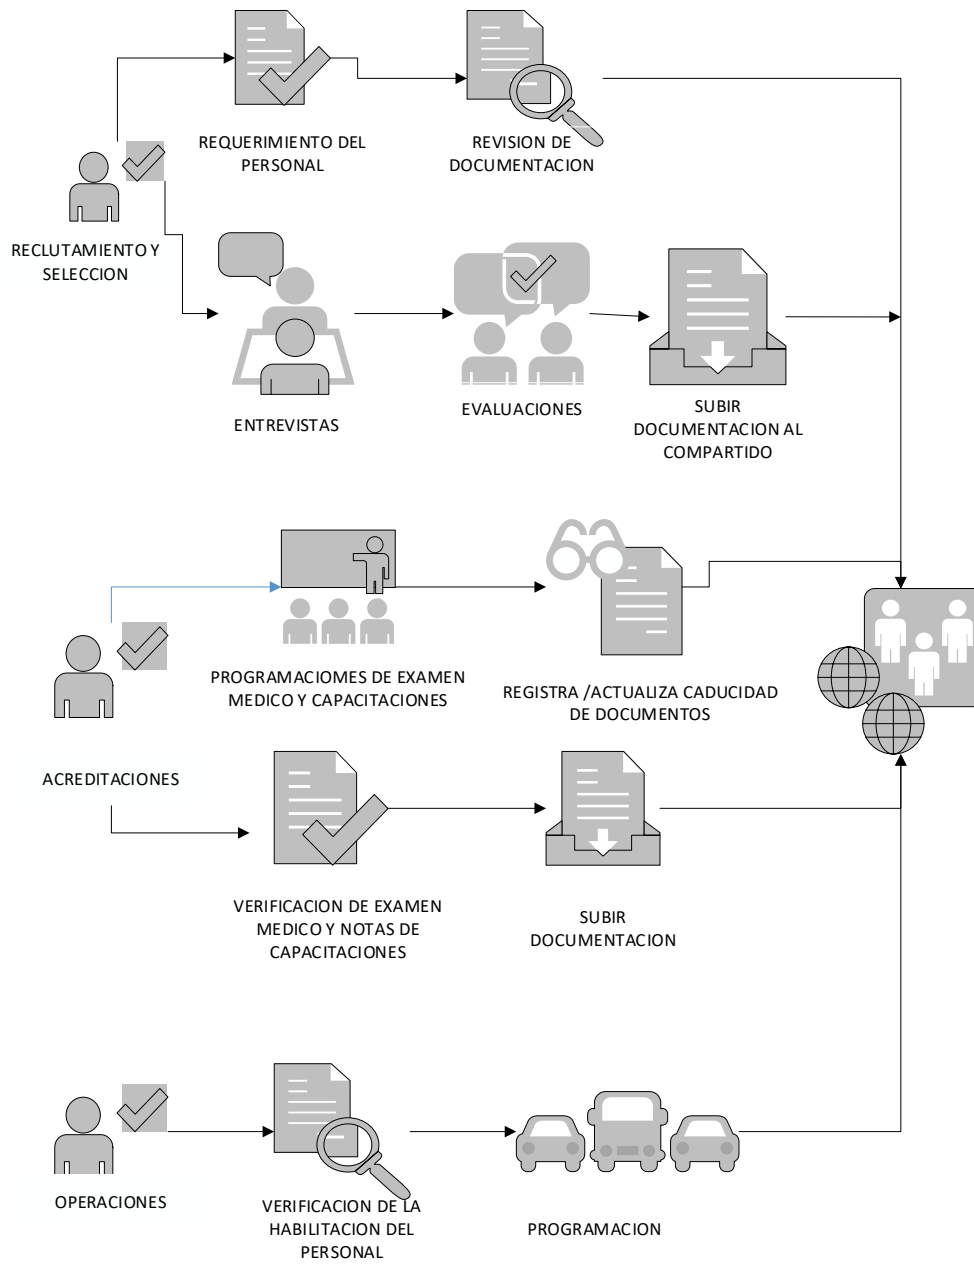 REQUERIMIENTO DEL
PERSONAL
REVISION DE
DOCUMENTACION
RECLUTAMIENTO Y
SELECCION
ENTREVISTAS
EVALUACIONES
SUBIR
DOCUMENTACION AL
COMPARTIDO
PROGRAMACIOMES DE EXAMEN
MEDICO Y CAPACITACIONES
REGISTRA /ACTUALIZA CADUCIDAD
DE DOCUMENTOS
ACREDITACIONES
VERIFICACION DE EXAMEN
MEDICO Y NOTAS DE
CAPACITACIONES
SUBIR
DOCUMENTACION
OPERACIONES
VERIFICACION DE LA
HABILITACION DEL
PERSONAL
PROGRAMACION